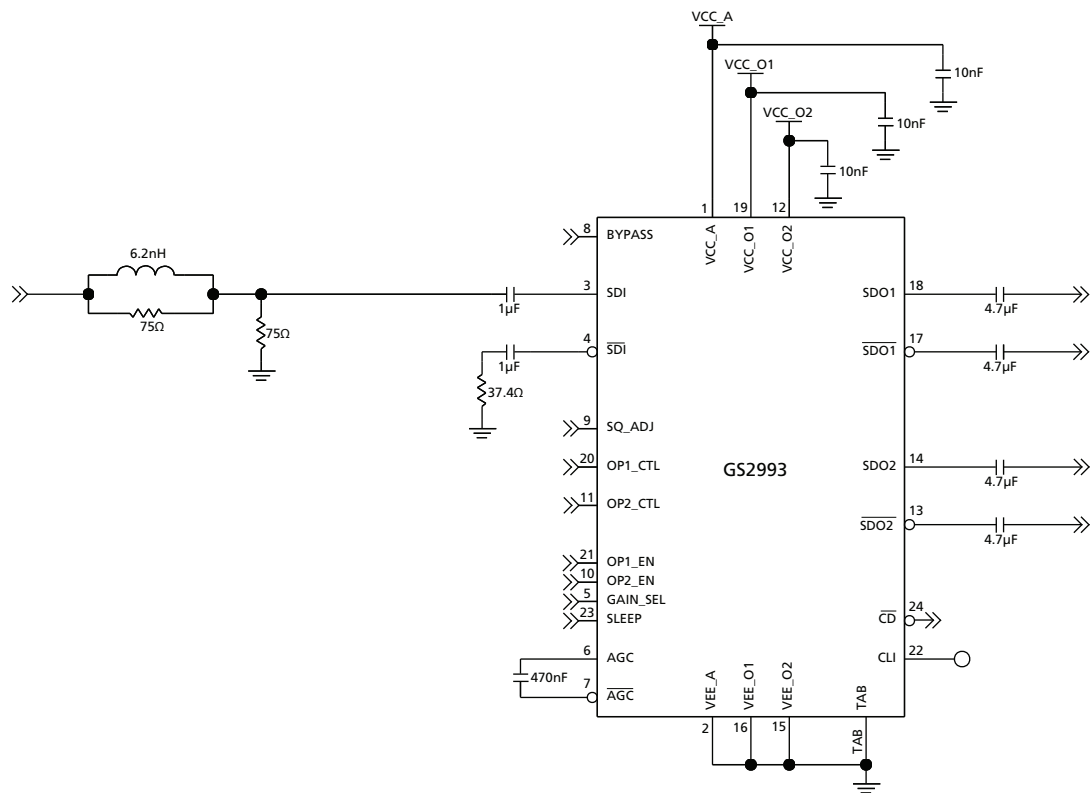 VCC_A
10nF
VCC_O1
10nF
VCC_O2
10nF
1
19
12
VCC_A
VCC_O1
VCC_O2
8
BYPASS
6.2nH
75Ω
75Ω
1μF
3
SDI
4
SDI
1μF
37.4Ω
9
SQ_ADJ
20
OP1_CTL
11
OP2_CTL
21
OP1_EN
10
OP2_EN
5
GAIN_SEL
23
SLEEP
6
AGC
470nF
7
AGC
GS2993
SDO1
18
4.7μF
SDO1
17
4.7μF
SDO2
14
4.7μF
SDO2
13
4.7μF
CD
24
CLI
22
VEE_A
VEE_O1
VEE_O2
TAB
2
16
15
TAB